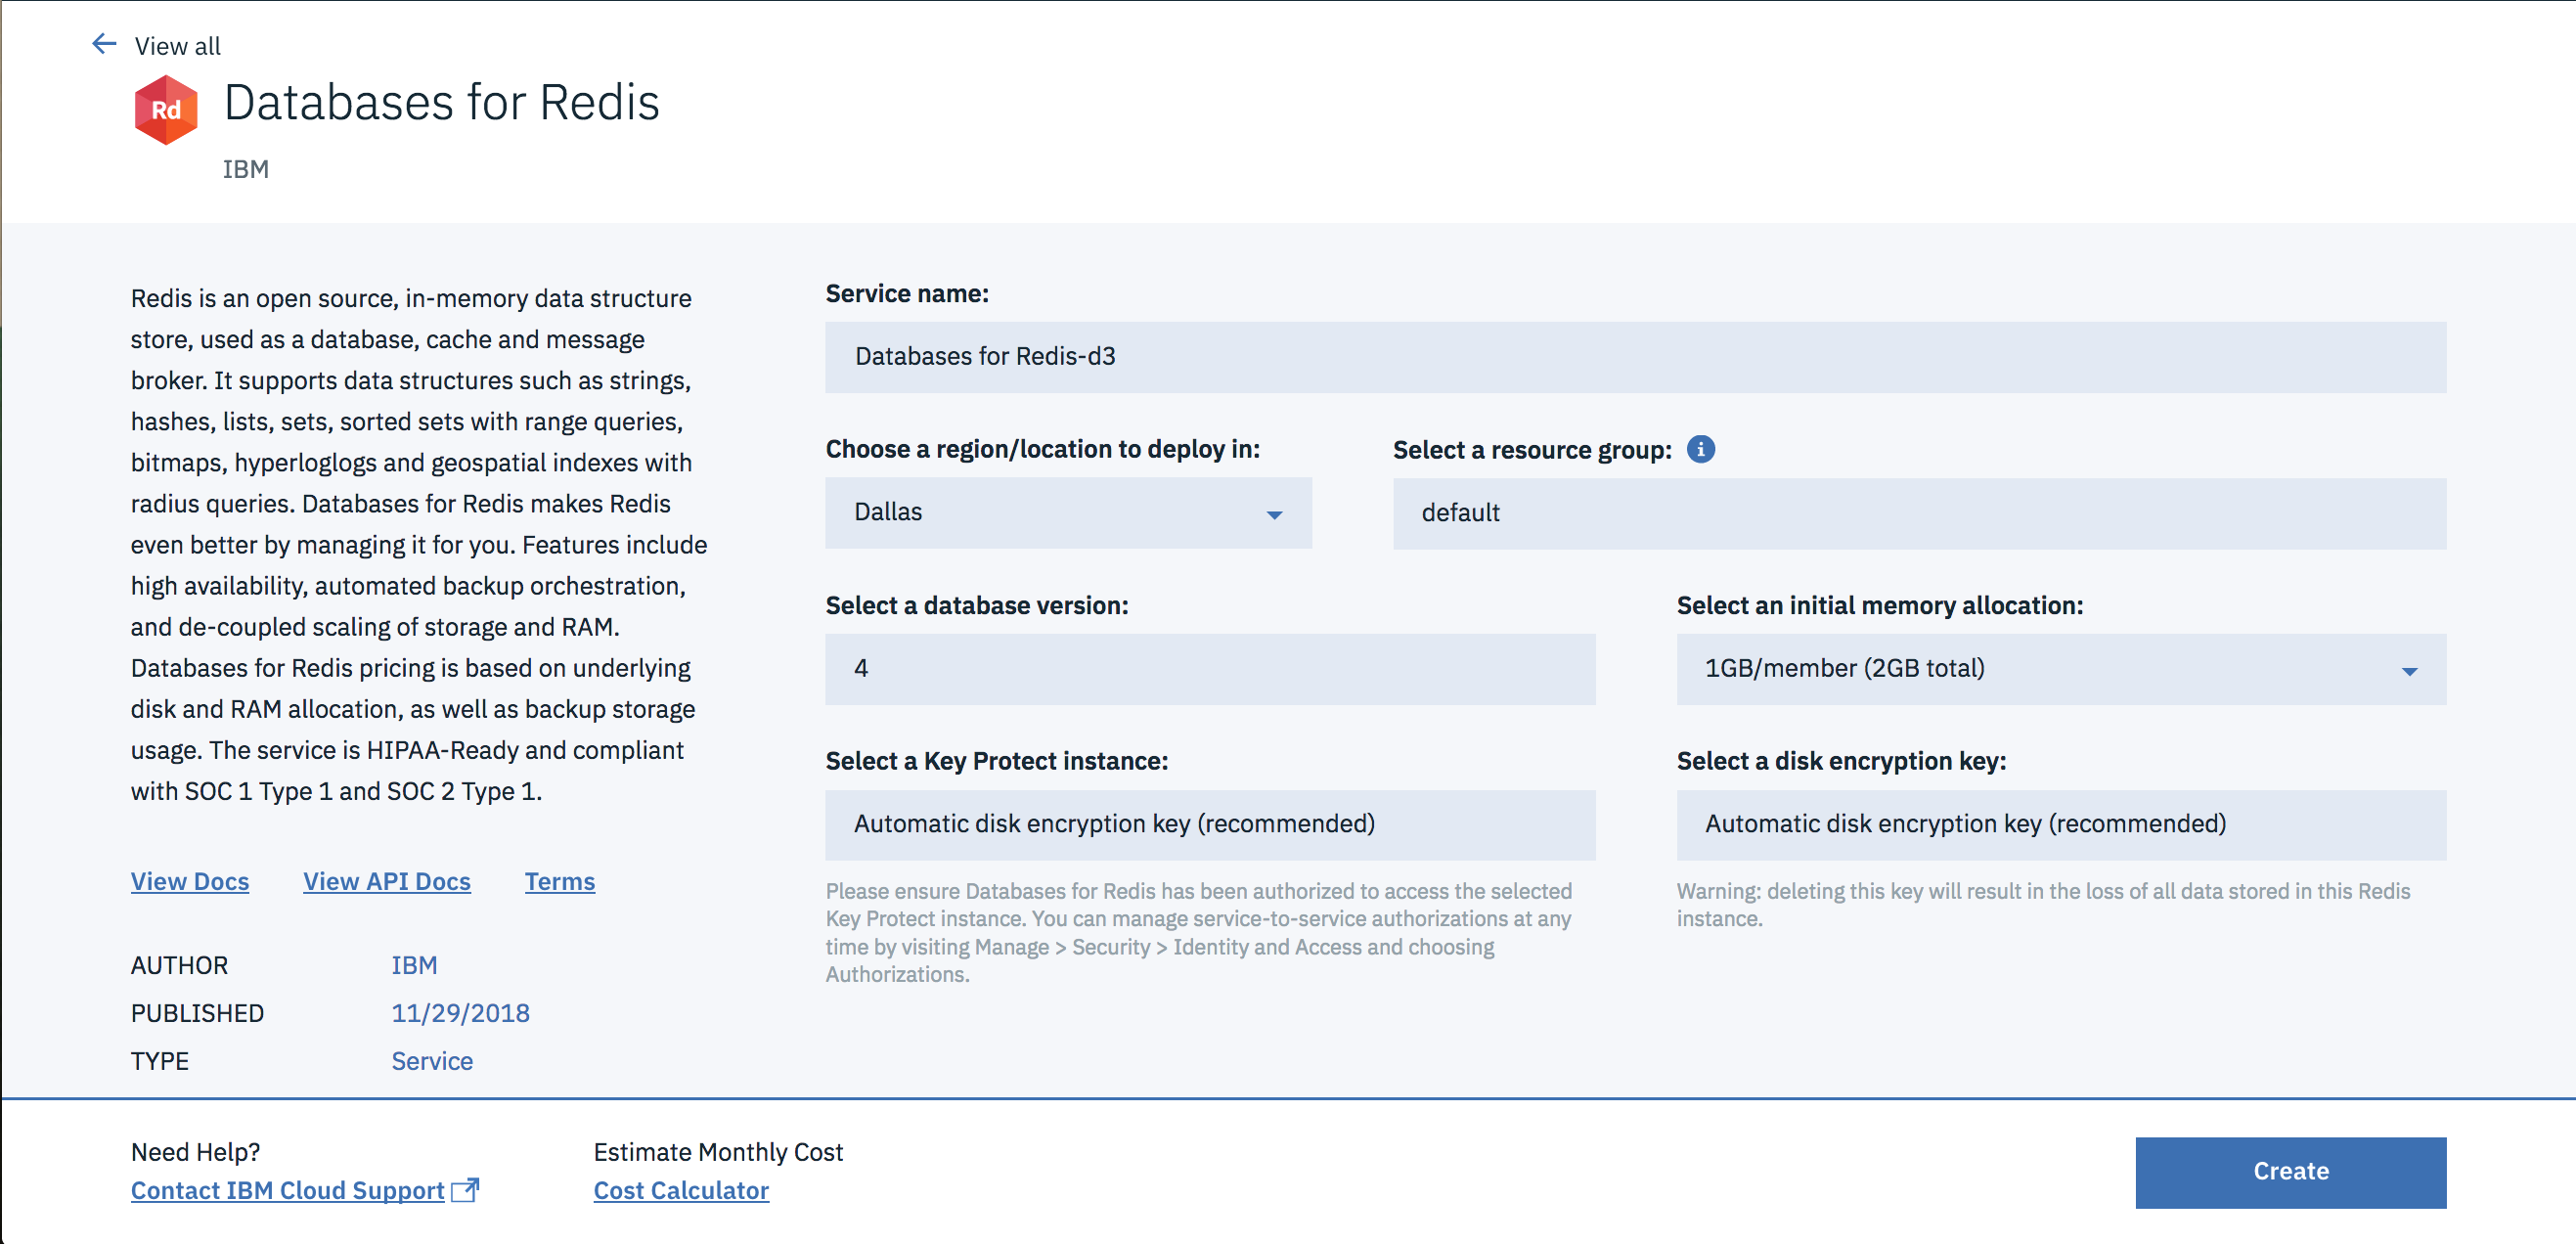 View all
Rd
Databases for Redis
IBM
Redis is an open source, in-memory data structure
store, used as a database, cache and message
broker. It supports data structures such as strings,
hashes, lists, sets, sorted sets with range queries,
bitmaps, hyperloglogs and geospatial indexes with
radius queries. Databases for Redis makes Redis
even better by managing it for you. Features include
high availability, automated backup orchestration,
and de-coupled scaling of storage and RAM.
Databases for Redis pricing is based on underlying
disk and RAM allocation, as well as backup storage
usage. The service is HIPAA-Ready and compliant
with SOC 1 Type 1 and SOC 2 Type 1.
View Docs View API Docs Terms
AUTHOR IBM
PUBLISHED 11/29/2018
TYPE Service
Service name:
Databases for Redis-d3
Choose a region/location to deploy in:
Dallas
Select a resource group:
default
Select a database version:
4
Select an initial memory allocation:
1GB/member (2GB total)
Select a Key Protect instance:
Automatic disk encryption key (recommended)
Please ensure Databases for Redis has been authorized to access the selected
Key Protect instance. You can manage service-to-service authorizations at any
time by visiting Manage > Security > Identity and Access and choosing
Authorizations.
Select a disk encryption key:
Automatic disk encryption key (recommended)
Warning: deleting this key will result in the loss of all data stored in this Redis
instance.
Need Help?
Contact IBM Cloud Support
Estimate Monthly Cost
Cost Calculator
Create